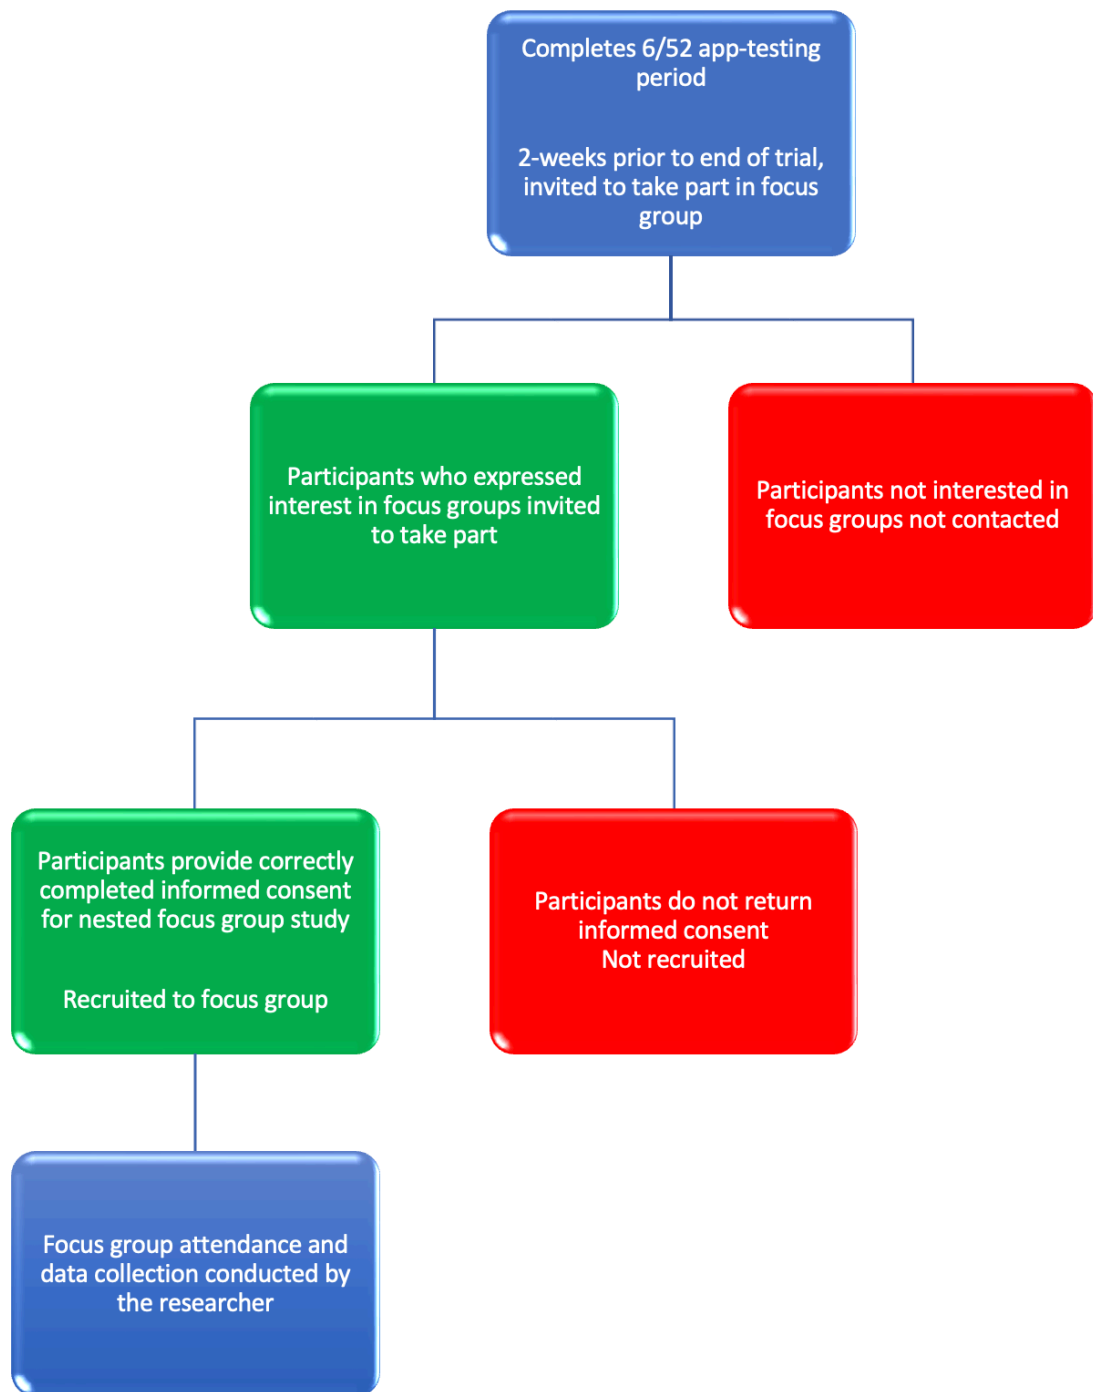 Completes 6/52 app-testing
period
2-weeks prior to end of trial,
invited to take part in focus
group
Participants who expressed
interest in focus groups invited
to take part
Participants not interested in
focus groups not contacted
Participants provide correctly
completed informed consent
for nested focus group study
Recruited to focus group
Participants do not return
informed consent
Not recruited
Focus group attendance and
data collection conducted by
the researcher